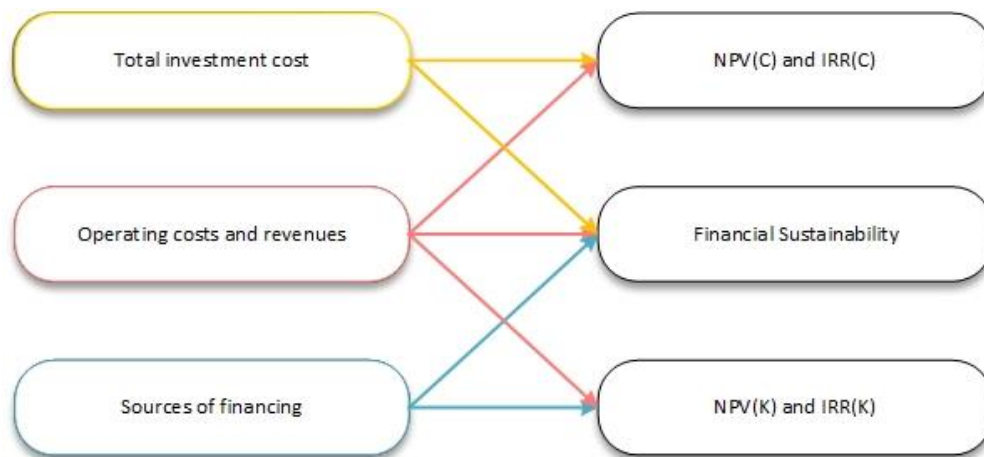 Total investment cost
NPV(C) and IRR(C)
Operating costs and revenues
Financial Sustainability
Sources of financing
NPV(K) and IRR(K)